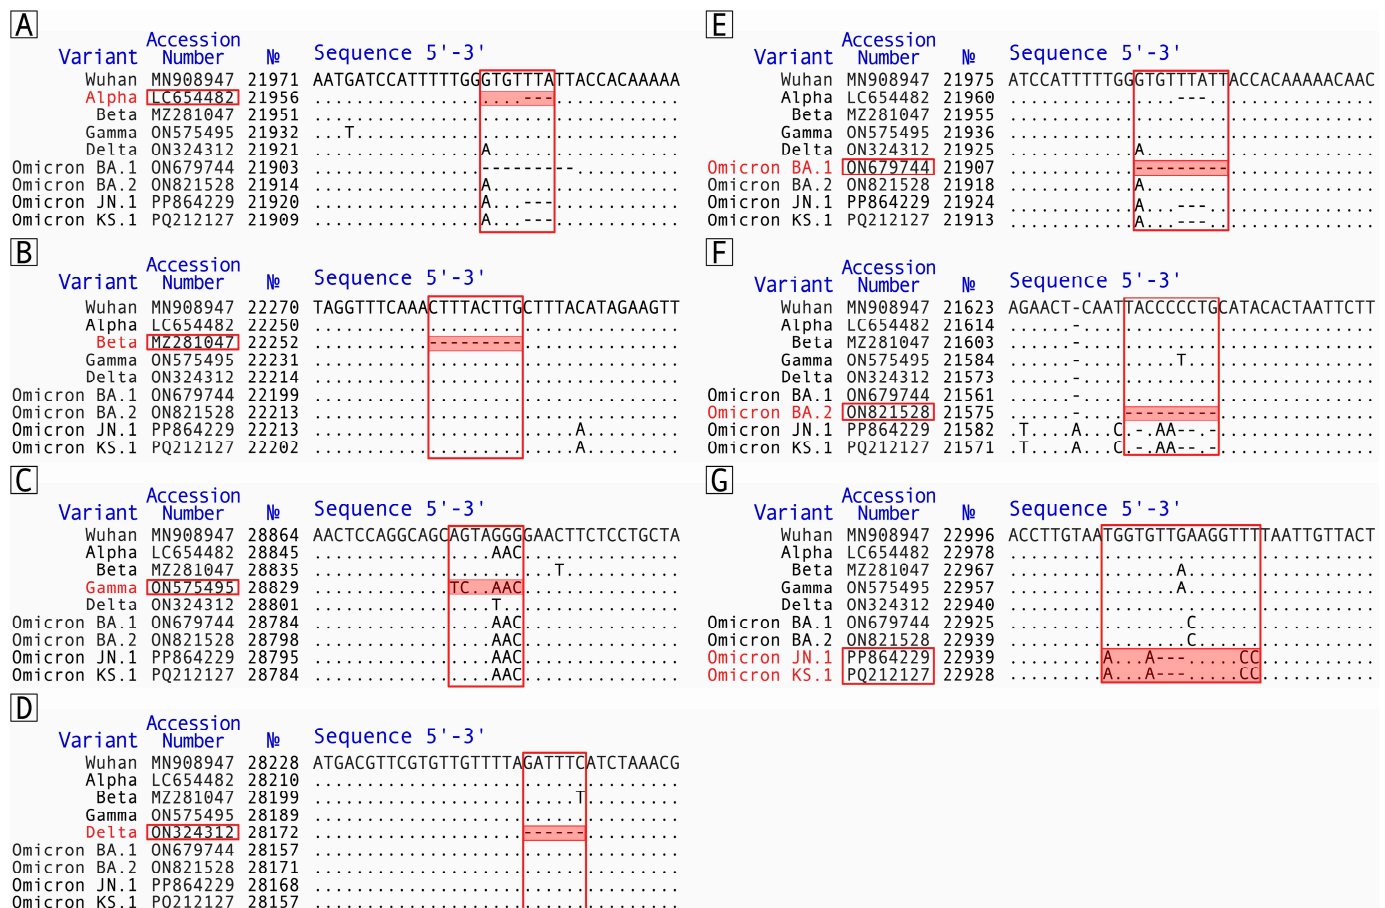 A
Accession
Variant Number № Sequence 5'-3'
Wuhan MN908947 21971 AATGATCCATTTTTGGGTGTTTATTACCACAAAAA
Alpha LC654482 21956 ....................---............
Beta MZ281047 21951 ...................................
Gamma ON575495 21932 ...T...............................
Delta ON324312 21921 ................A..................
Omicron BA.1 ON679744 21903 ................---------..........
Omicron BA.2 ON821528 21914 ................A..................
Omicron JN.1 PP864229 21920 ................A...---............
Omicron KS.1 PQ212127 21909 ................A...---............
B
Accession
Variant Number № Sequence 5'-3'
Wuhan MN908947 22270 TAGGTTTCAAACTTTACTTGCTTTACATAGAAGTT
Alpha LC654482 22250 ...................................
Beta MZ281047 22252 ...........---------...............
Gamma ON575495 22231 ...................................
Delta ON324312 22214 ...................................
Omicron BA.1 ON679744 22199 ...................................
Omicron BA.2 ON821528 22213 ...................................
Omicron JN.1 PP864229 22213 .........................A.........
Omicron KS.1 PQ212127 22202 .........................A.........
C
Accession
Variant Number № Sequence 5'-3'
Wuhan MN908947 28864 AACTCCAGGCAGCAGTAGGGGAACTTCTCCTGCTA
Alpha LC654482 28845 .................AAC...............
Beta MZ281047 28835 .......................T...........
Gamma ON575495 28829 .............TC..AAC...............
Delta ON324312 28801 .................T.................
Omicron BA.1 ON679744 28784 .................AAC...............
Omicron BA.2 ON821528 28798 .................AAC...............
Omicron JN.1 PP864229 28795 .................AAC...............
Omicron KS.1 PQ212127 28784 .................AAC...............
D
Accession
Variant Number № Sequence 5'-3'
Wuhan MN908947 28228 ATGACGTTCGTGTTGTTTTAGATTTCATCTAAACG
Alpha LC654482 28210 ...................................
Beta MZ281047 28199 .........................T.........
Gamma ON575495 28189 ...................................
Delta ON324312 28172 ....................------.........
Omicron BA.1 ON679744 28157 ...................................
Omicron BA.2 ON821528 28171 ...................................
Omicron JN.1 PP864229 28168 ...................................
Omicron KS.1 PQ212127 28157 ...................................
E
Accession
Variant Number № Sequence 5'-3'
Wuhan MN908947 21975 ATCCATTTTTGGGTGTTTATTACCACAAAAACAAC
Alpha LC654482 21960 ................---................
Beta MZ281047 21955 ...................................
Gamma ON575495 21936 ...................................
Delta ON324312 21925 ............A......................
Omicron BA.1 ON679744 21907 ............---------..............
Omicron BA.2 ON821528 21918 ............A......................
Omicron JN.1 PP864229 21924 ............A...---................
Omicron KS.1 PQ212127 21913 ............A...---................
F
Accession
Variant Number № Sequence 5'-3'
Wuhan MN908947 21623 AGAACT-CAATTACCCCCTGCATACACTAATTCTT
Alpha LC654482 21614 ......-............................
Beta MZ281047 21603 ......-............................
Gamma ON575495 21584 ......-.........T..................
Delta ON324312 21573 ......-............................
Omicron BA.1 ON679744 21561 ......-............................
Omicron BA.2 ON821528 21575 ......-....---------...............
Omicron JN.1 PP864229 21582 .T....A...C.-.AA--.-...............
Omicron KS.1 PQ212127 21571 .T....A...C.-.AA--.-...............
G
Accession
Variant Number № Sequence 5'-3'
Wuhan MN908947 22996 ACCTTGTAATGGTGTTGAAGGTTTTAATTGTTACT
Alpha LC654482 22978 ...................................
Beta MZ281047 22967 ................A..................
Gamma ON575495 22957 ................A..................
Delta ON324312 22940 ...................................
Omicron BA.1 ON679744 22925 .................C.................
Omicron BA.2 ON821528 22939 .................C.................
Omicron JN.1 PP864229 22939 .........A...A---.....CC...........
Omicron KS.1 PQ212127 22928 .........A...A---.....CC...........